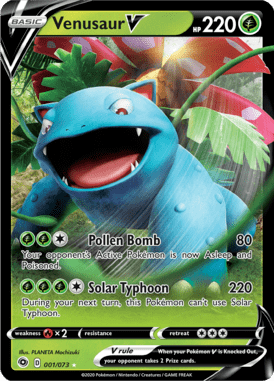 BASIC Venusaur V HP 220
Pollen Bomb 80
Your opponent's Active Pokémon is now Asleep and
Poisoned.
Solar Typhoon 220
During your next turn, this Pokémon can't use Solar
Typhoon.
weakness ×2 resistance retreat
V rule When your Pokémon V is Knocked Out,
your opponent takes 2 Prize cards.
Illus. PLANETA Mochizuki
D 001/073
©2020 Pokémon / Nintendo / Creatures / GAME FREAK